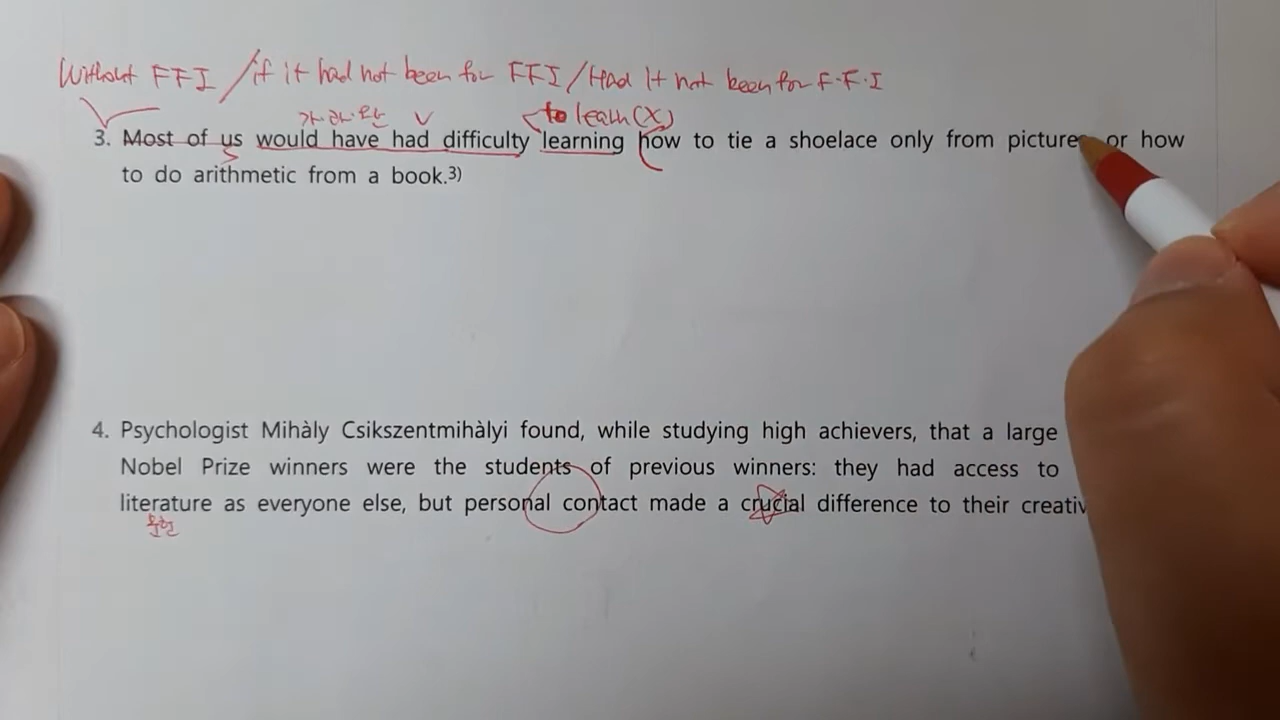 Without FFI / if it had not been for FFI / Had it not been for F·F·I
가·과·완 V to learn (X)
3. Most of us would have had difficulty learning how to tie a shoelace only from pictures or how
S
to do arithmetic from a book.3)
4. Psychologist Mihàly Csikszentmihàlyi found, while studying high achievers, that a large
Nobel Prize winners were the students of previous winners: they had access to
literature as everyone else, but personal contact made a crucial difference to their creativ
문헌